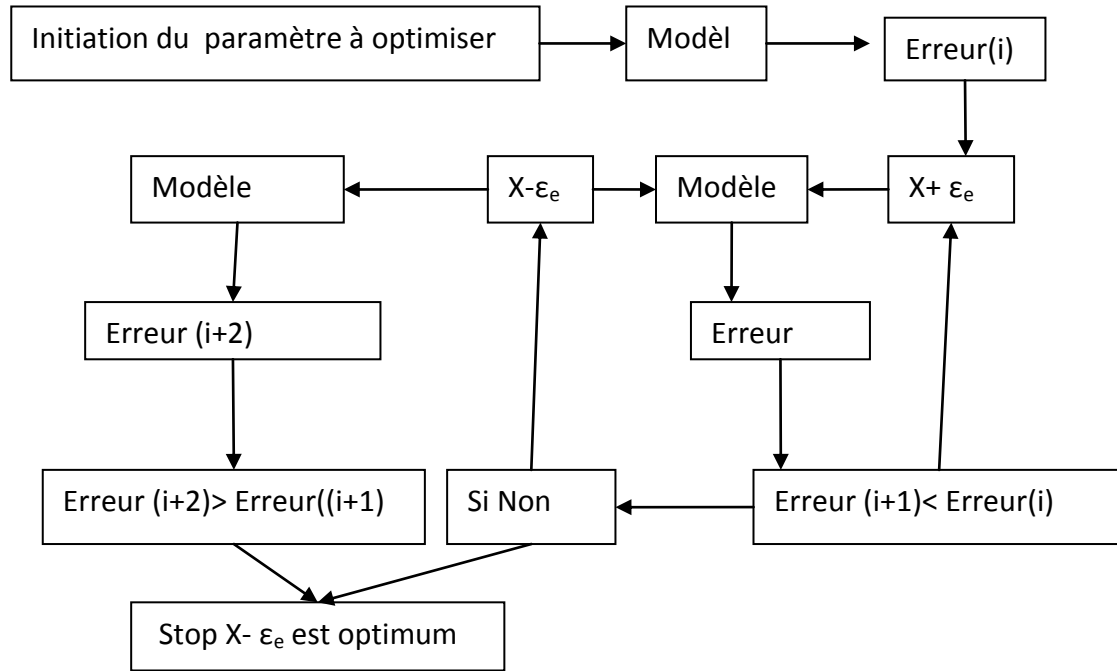 Initiation du paramètre à optimiser
Modèl
Erreur(i)
Modèle
X-εₑ
Modèle
X+ εₑ
Erreur (i+2)
Erreur
Erreur (i+2)> Erreur((i+1)
Si Non
Erreur (i+1)< Erreur(i)
Stop X- εₑ est optimum